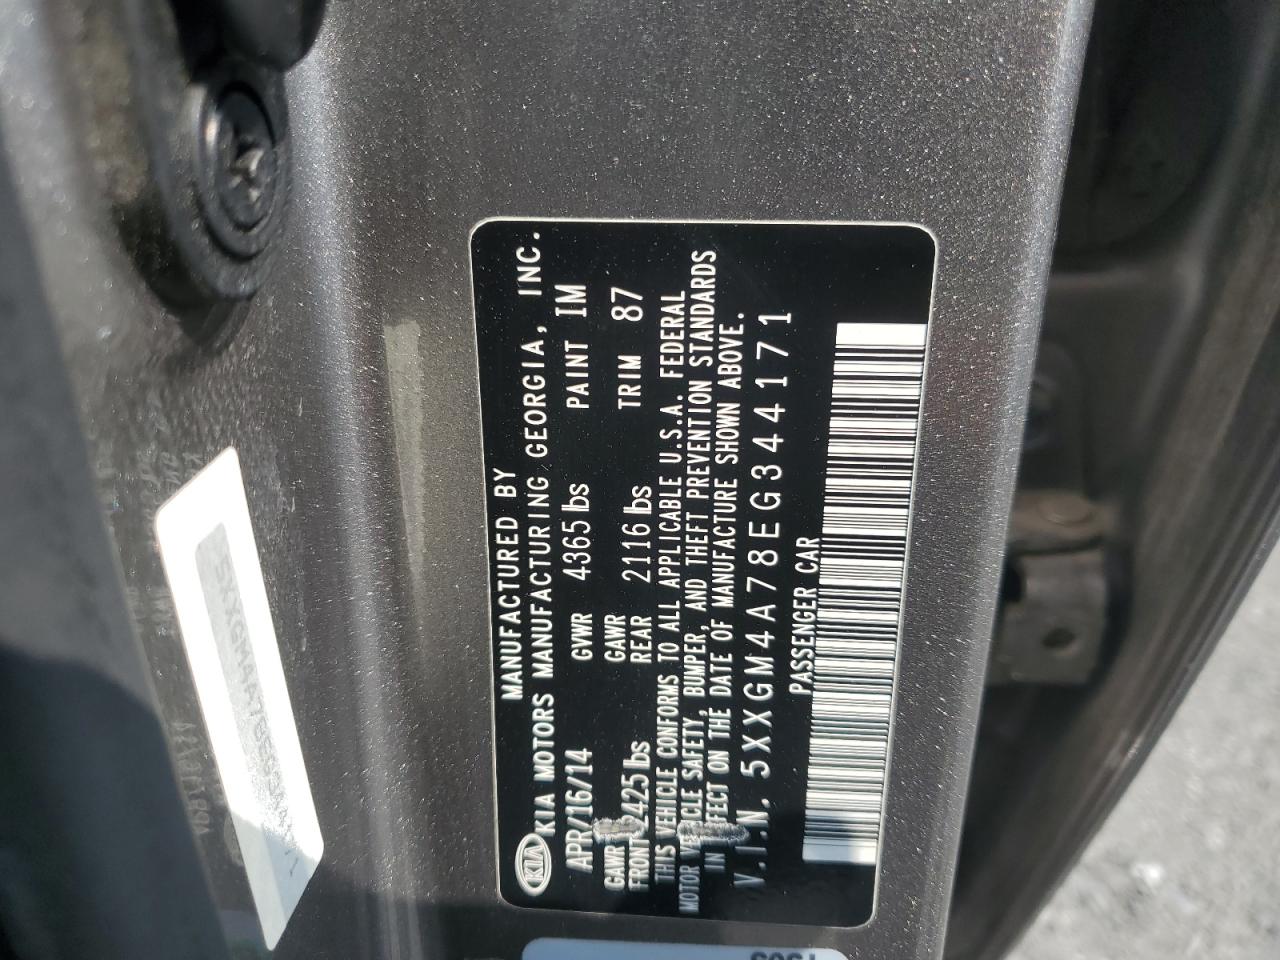 MANUFACTURED BY
KIA KIA MOTORS MANUFACTURING GEORGIA, INC.
APR/16/14 GVWR 4365 lbs PAINT IM
GAWR FRONT 2425 lbs GAWR REAR 2116 lbs TRIM 87
THIS VEHICLE CONFORMS TO ALL APPLICABLE U.S.A. FEDERAL
MOTOR VEHICLE SAFETY, BUMPER, AND THEFT PREVENTION STANDARDS
IN EFFECT ON THE DATE OF MANUFACTURE SHOWN ABOVE.
V.I.N. 5XXGM4A78EG344171
PASSENGER CAR